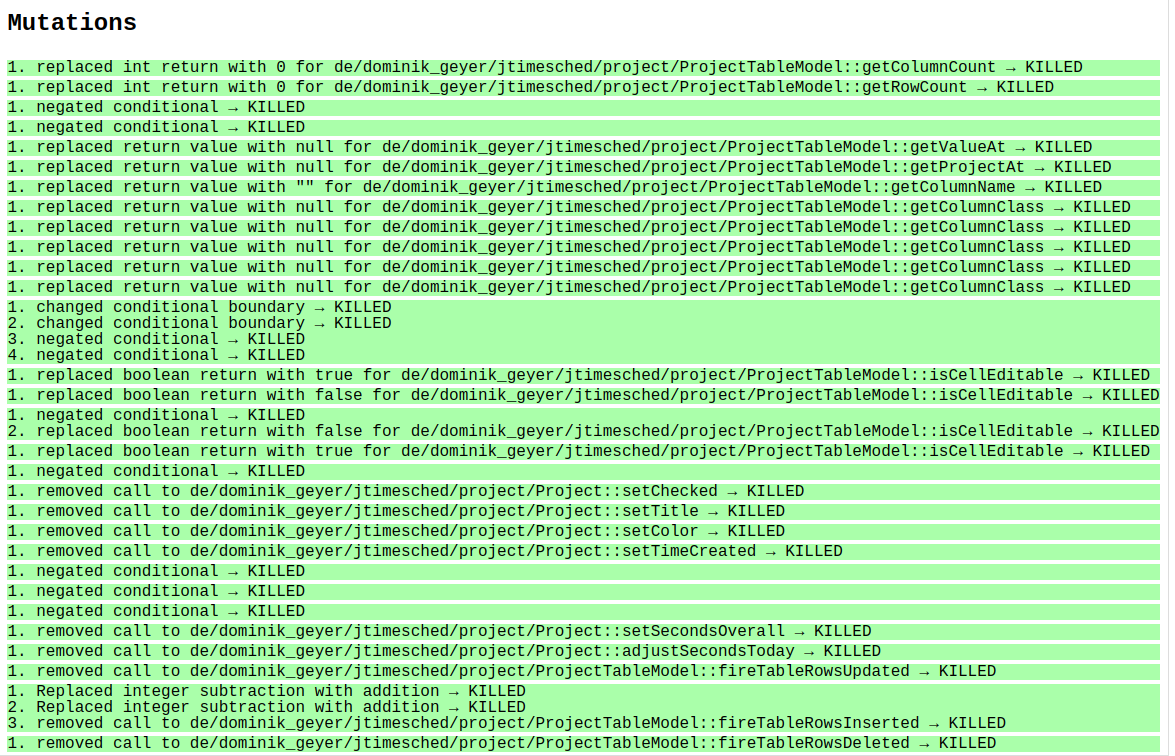 Mutations
1. replaced int return with 0 for de/dominik_geyer/jtimesched/project/ProjectTableModel::getColumnCount → KILLED
1. replaced int return with 0 for de/dominik_geyer/jtimesched/project/ProjectTableModel::getRowCount → KILLED
1. negated conditional → KILLED
1. negated conditional → KILLED
1. replaced return value with null for de/dominik_geyer/jtimesched/project/ProjectTableModel::getValueAt → KILLED
1. replaced return value with null for de/dominik_geyer/jtimesched/project/ProjectTableModel::getProjectAt → KILLED
1. replaced return value with "" for de/dominik_geyer/jtimesched/project/ProjectTableModel::getColumnName → KILLED
1. replaced return value with null for de/dominik_geyer/jtimesched/project/ProjectTableModel::getColumnClass → KILLED
1. replaced return value with null for de/dominik_geyer/jtimesched/project/ProjectTableModel::getColumnClass → KILLED
1. replaced return value with null for de/dominik_geyer/jtimesched/project/ProjectTableModel::getColumnClass → KILLED
1. replaced return value with null for de/dominik_geyer/jtimesched/project/ProjectTableModel::getColumnClass → KILLED
1. replaced return value with null for de/dominik_geyer/jtimesched/project/ProjectTableModel::getColumnClass → KILLED
1. changed conditional boundary → KILLED
2. changed conditional boundary → KILLED
3. negated conditional → KILLED
4. negated conditional → KILLED
1. replaced boolean return with true for de/dominik_geyer/jtimesched/project/ProjectTableModel::isCellEditable → KILLED
1. replaced boolean return with false for de/dominik_geyer/jtimesched/project/ProjectTableModel::isCellEditable → KILLED
1. negated conditional → KILLED
2. replaced boolean return with false for de/dominik_geyer/jtimesched/project/ProjectTableModel::isCellEditable → KILLED
1. replaced boolean return with true for de/dominik_geyer/jtimesched/project/ProjectTableModel::isCellEditable → KILLED
1. negated conditional → KILLED
1. removed call to de/dominik_geyer/jtimesched/project/Project::setChecked → KILLED
1. removed call to de/dominik_geyer/jtimesched/project/Project::setTitle → KILLED
1. removed call to de/dominik_geyer/jtimesched/project/Project::setColor → KILLED
1. removed call to de/dominik_geyer/jtimesched/project/Project::setTimeCreated → KILLED
1. negated conditional → KILLED
1. negated conditional → KILLED
1. negated conditional → KILLED
1. removed call to de/dominik_geyer/jtimesched/project/Project::setSecondsOverall → KILLED
1. removed call to de/dominik_geyer/jtimesched/project/Project::adjustSecondsToday → KILLED
1. removed call to de/dominik_geyer/jtimesched/project/ProjectTableModel::fireTableRowsUpdated → KILLED
1. Replaced integer subtraction with addition → KILLED
2. Replaced integer subtraction with addition → KILLED
3. removed call to de/dominik_geyer/jtimesched/project/ProjectTableModel::fireTableRowsInserted → KILLED
1. removed call to de/dominik_geyer/jtimesched/project/ProjectTableModel::fireTableRowsDeleted → KILLED